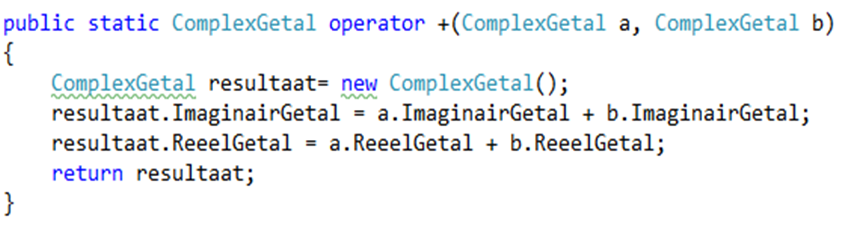 public static ComplexGetal operator +(ComplexGetal a, ComplexGetal b)
{
ComplexGetal resultaat= new ComplexGetal();
resultaat.ImaginairGetal = a.ImaginairGetal + b.ImaginairGetal;
resultaat.ReeelGetal = a.ReeelGetal + b.ReeelGetal;
return resultaat;
}